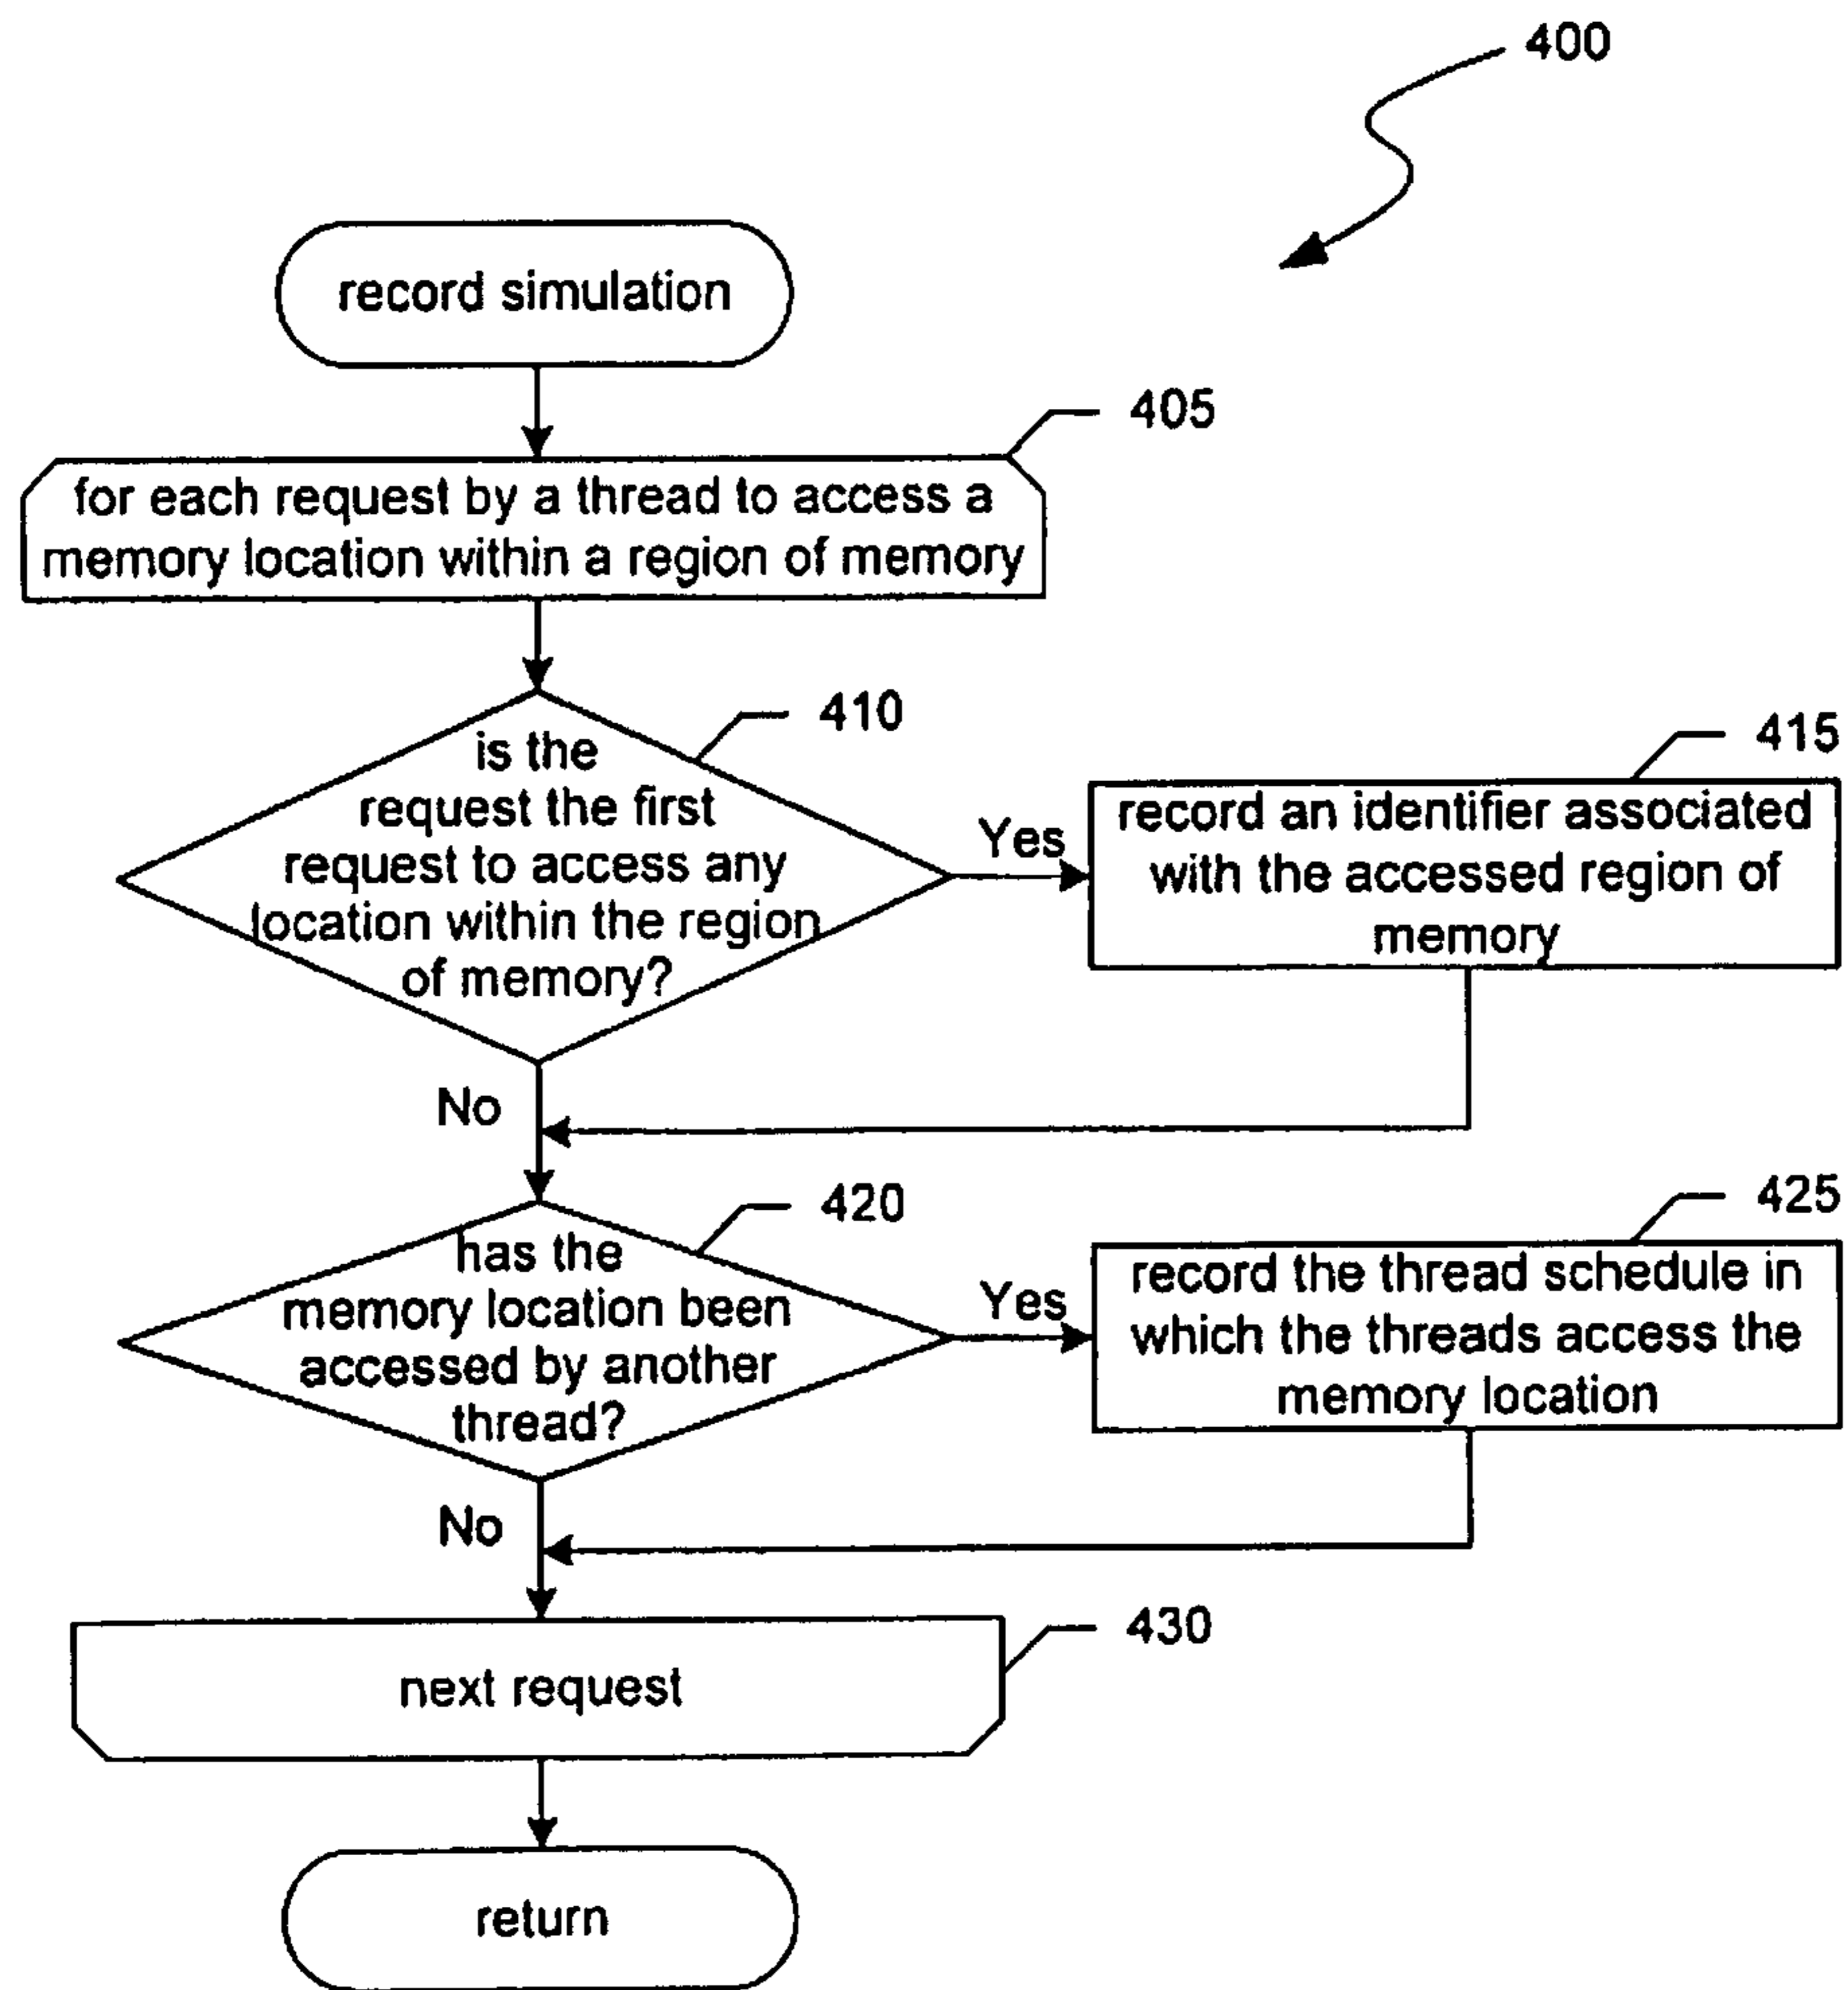 400
record simulation
405
for each request by a thread to access a
memory location within a region of memory
410
is the
request the first
request to access any
location within the region
of memory?
Yes
415
record an identifier associated
with the accessed region of
memory
No
420
has the
memory location been
accessed by another
thread?
Yes
425
record the thread schedule in
which the threads access the
memory location
No
430
next request
return